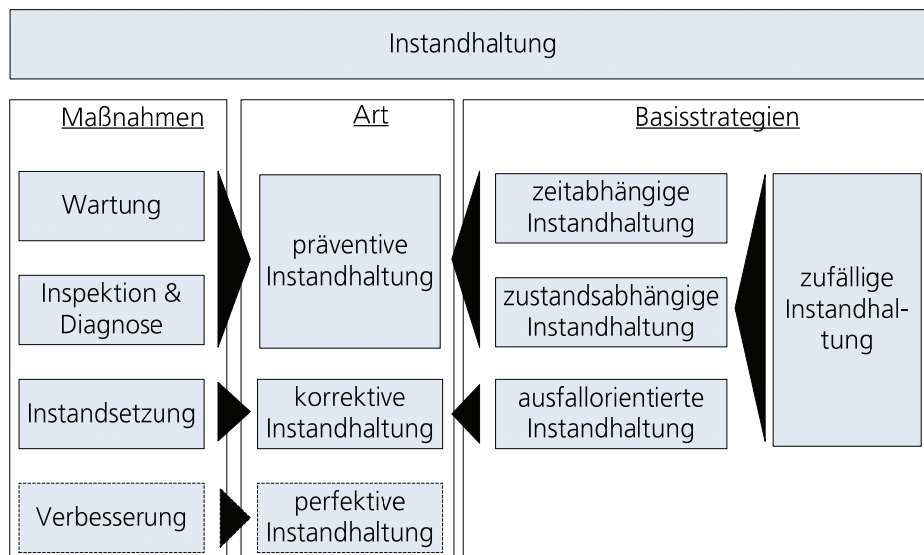 Instandhaltung
Maßnahmen
Wartung
Inspektion &
Diagnose
Instandsetzung
Verbesserung
Art
präventive
Instandhaltung
korrektive
Instandhaltung
perfektive
Instandhaltung
Basisstrategien
zeitabhängige
Instandhaltung
zustandsabhängige
Instandhaltung
ausfallorientierte
Instandhaltung
zufällige
Instandhal-
tung